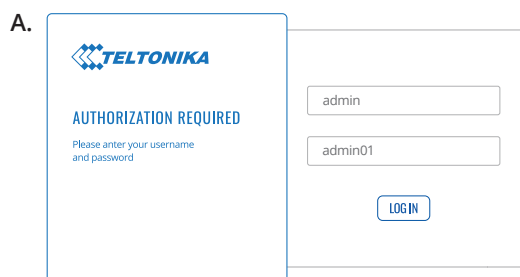 A.
TELTONIKA
AUTHORIZATION REQUIRED
Please anter your username
and password
admin
admin01
LOG IN